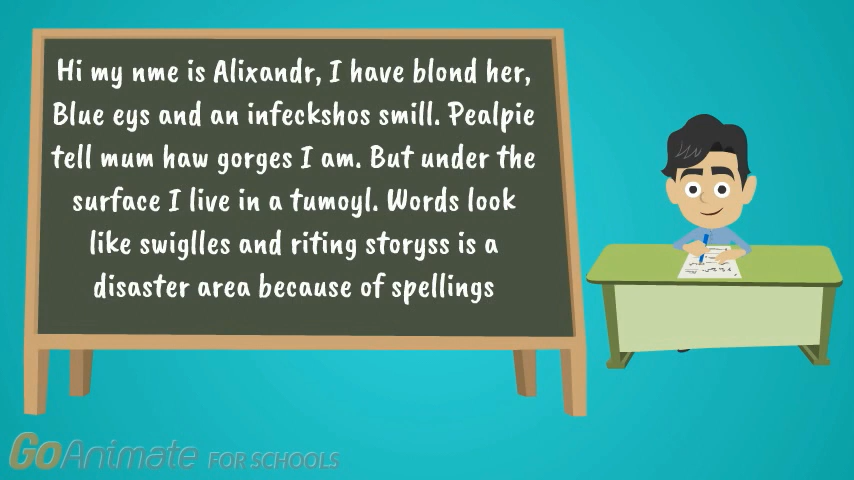 Hi my nme is Alixandr, I have blond her,
Blue eys and an infeckshos smill. Pealpie
tell mum haw gorges I am. But under the
surface I live in a tumoyl. Words look
like swiglles and riting storyss is a
disaster area because of spellings
GoAnimate FOR SCHOOLS